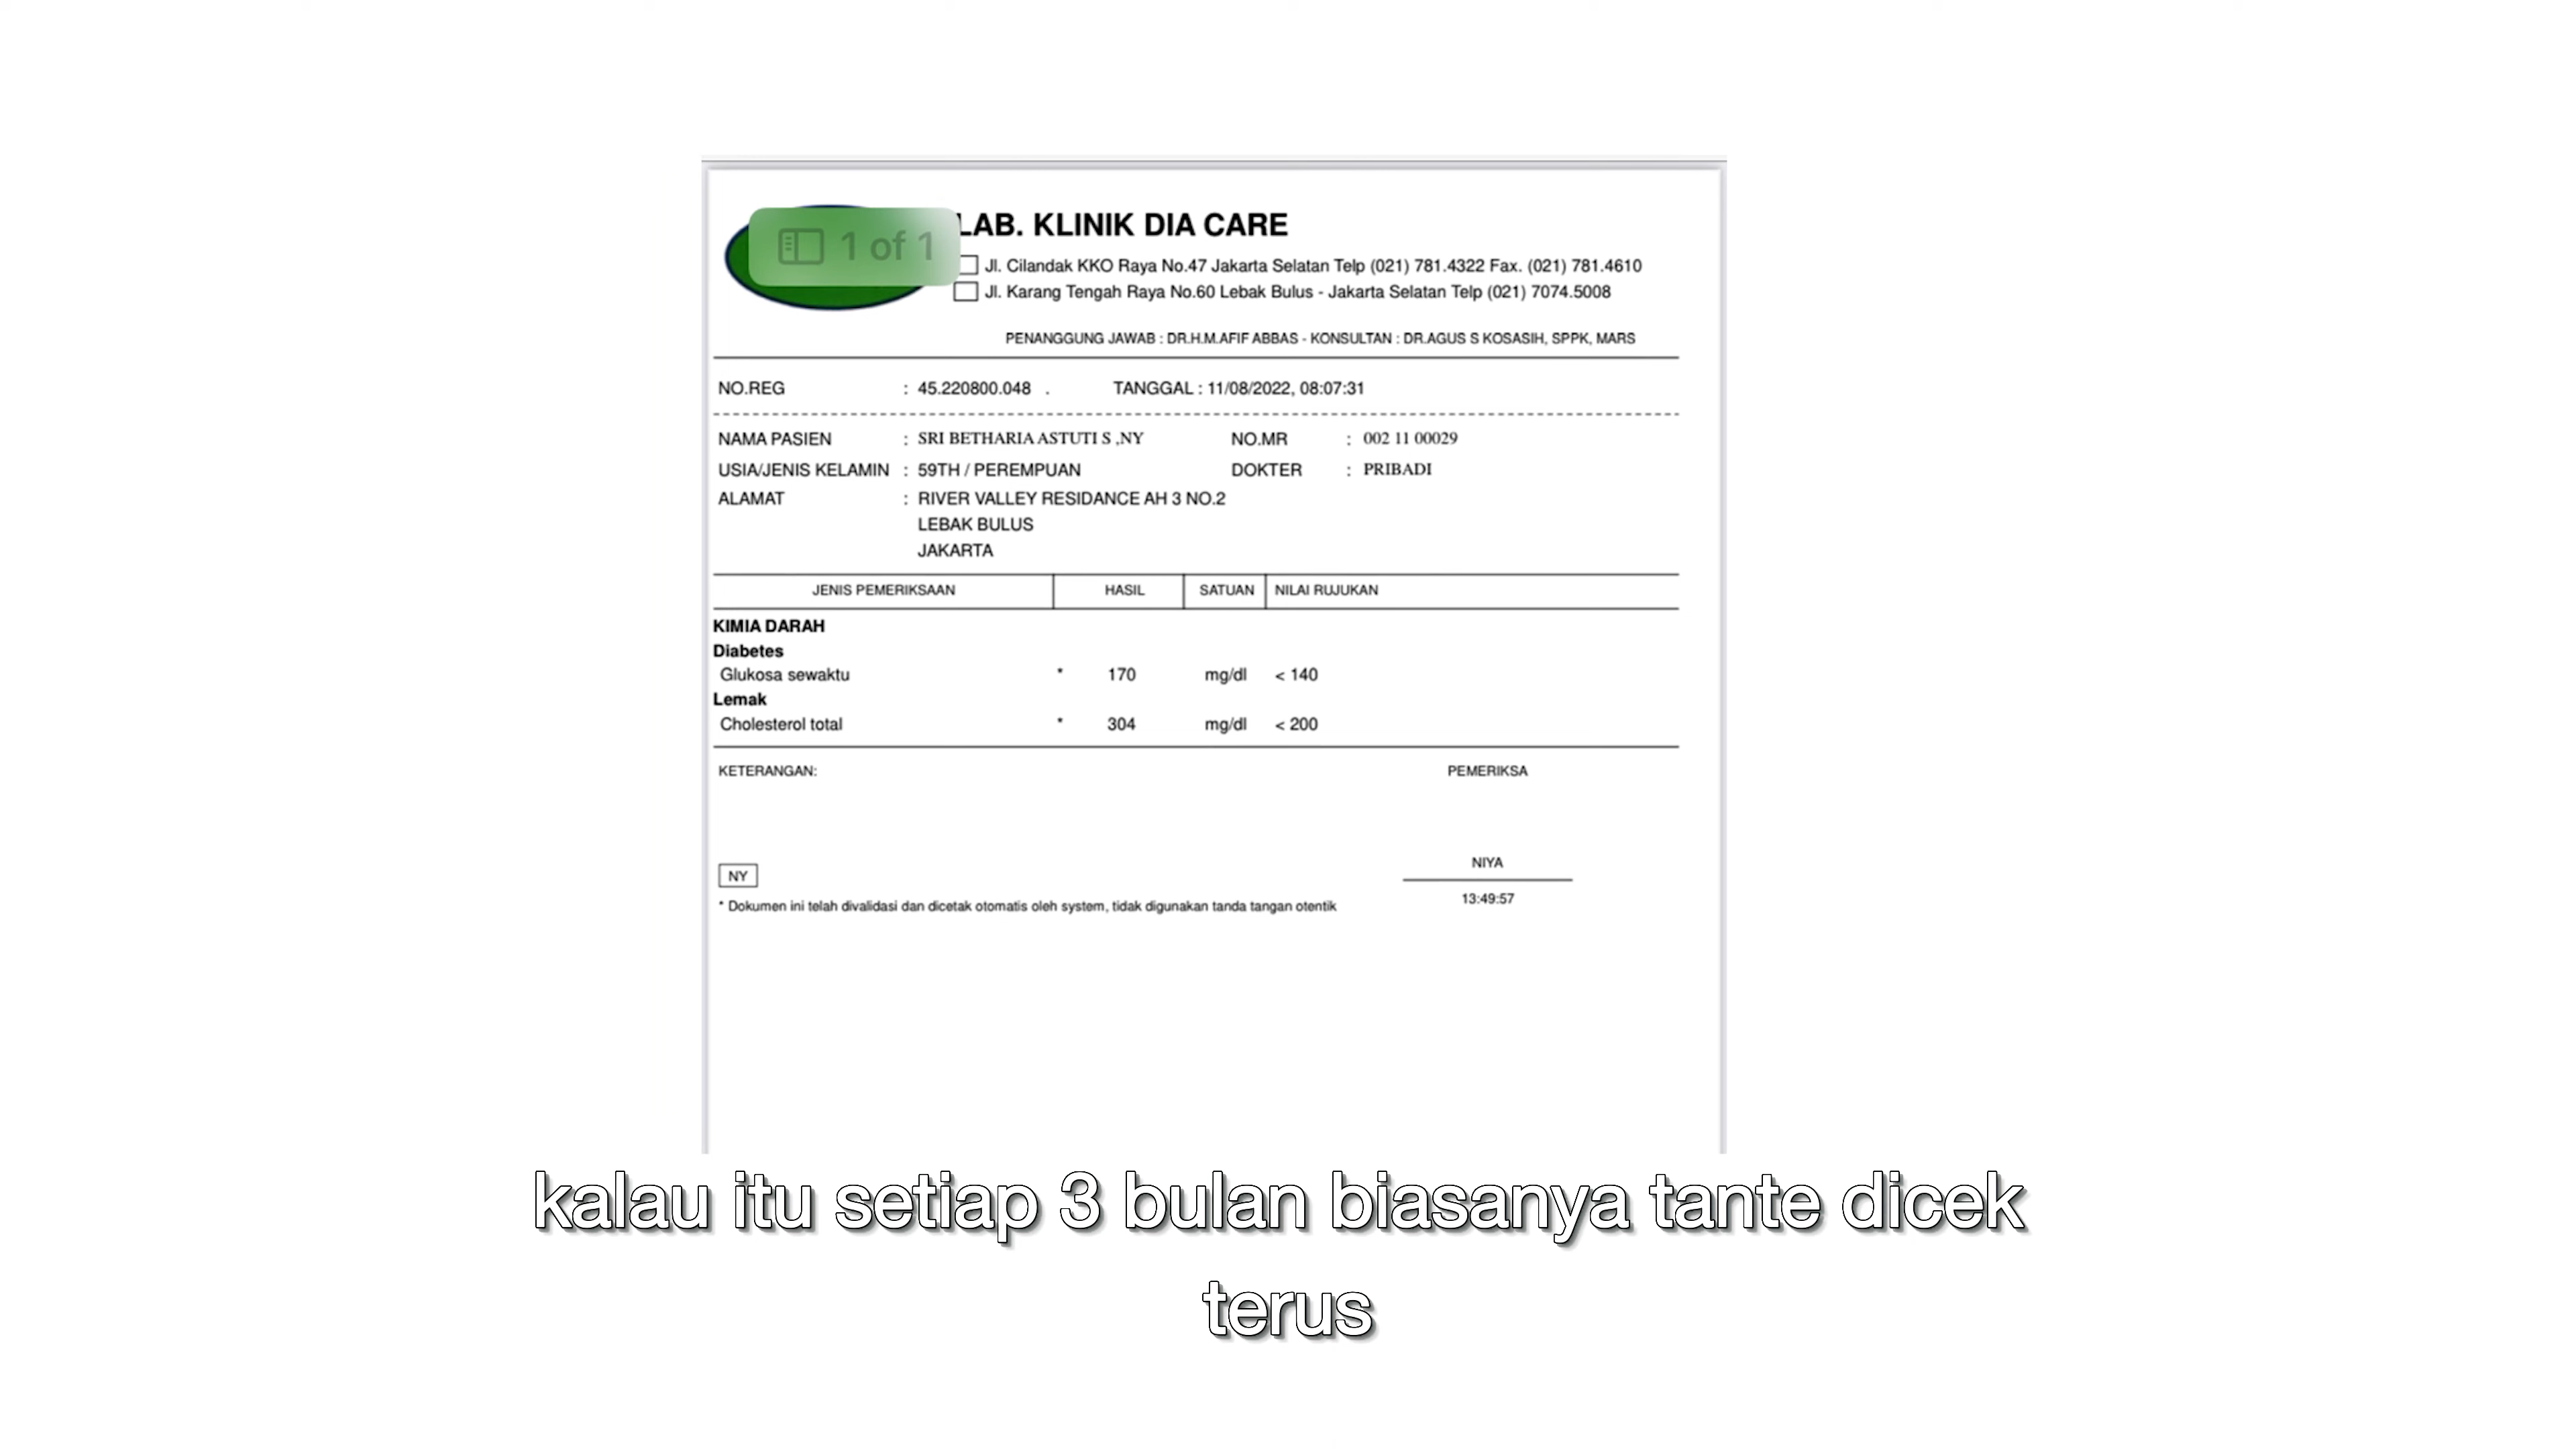 1 of 1
LAB. KLINIK DIA CARE
Jl. Cilandak KKO Raya No.47 Jakarta Selatan Telp (021) 781.4322 Fax. (021) 781.4610
Jl. Karang Tengah Raya No.60 Lebak Bulus - Jakarta Selatan Telp (021) 7074.5008
PENANGGUNG JAWAB : DR.H.M.AFIF ABBAS - KONSULTAN : DR.AGUS S KOSASIH, SPPK, MARS
NO.REG : 45.220800.048 . TANGGAL : 11/08/2022, 08:07:31
NAMA PASIEN : SRI BETHARIA ASTUTI S ,NY NO.MR : 002 11 00029
USIA/JENIS KELAMIN : 59TH / PEREMPUAN DOKTER : PRIBADI
ALAMAT : RIVER VALLEY RESIDANCE AH 3 NO.2
LEBAK BULUS
JAKARTA
JENIS PEMERIKSAAN HASIL SATUAN NILAI RUJUKAN
KIMIA DARAH
Diabetes
Glukosa sewaktu * 170 mg/dl < 140
Lemak
Cholesterol total * 304 mg/dl < 200
KETERANGAN: PEMERIKSA
NIYA
NY
13:49:57
* Dokumen ini telah divalidasi dan dicetak otomatis oleh system, tidak digunakan tanda tangan otentik
kalau itu setiap 3 bulan biasanya tante dicek
terus